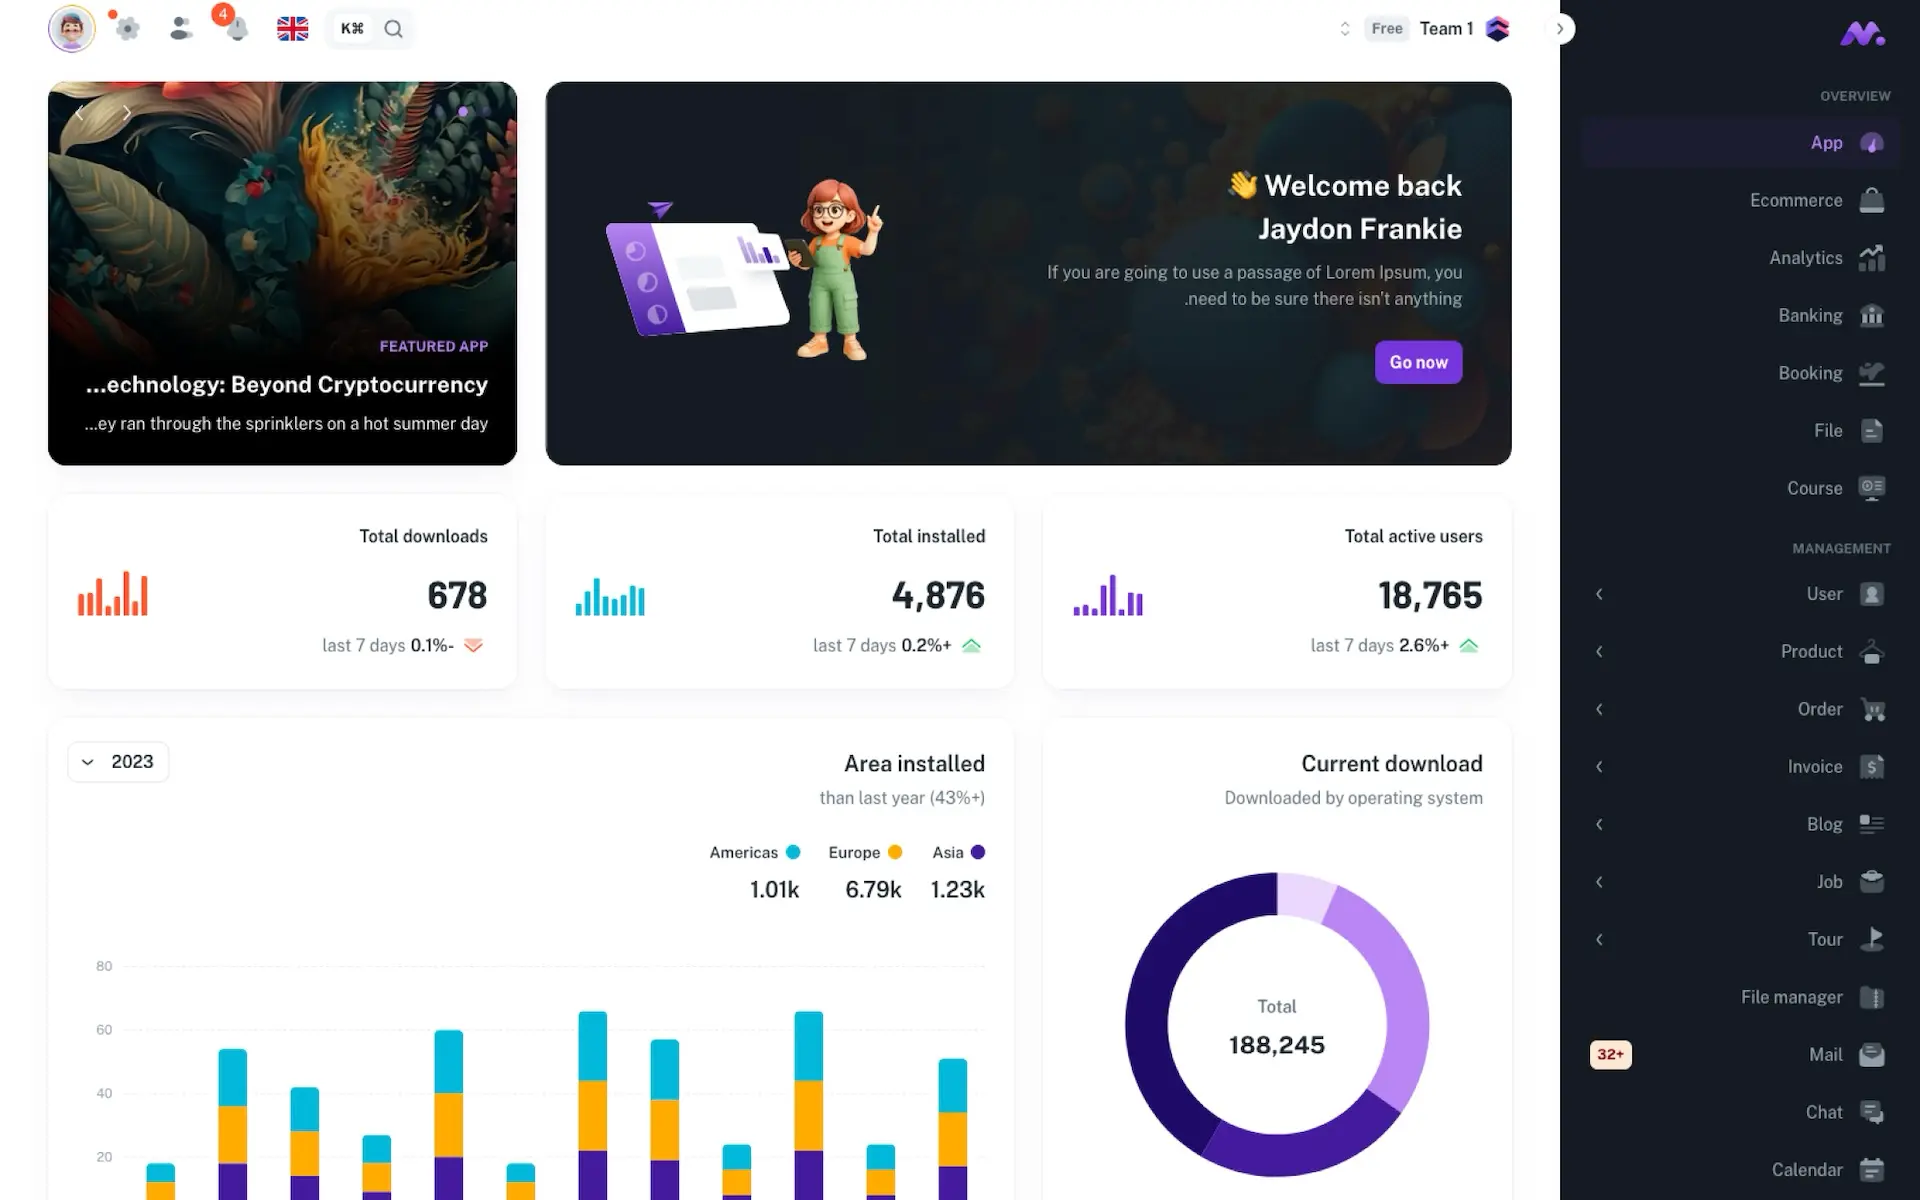 4
K⌘
Free
Team 1
OVERVIEW
App
Ecommerce
Analytics
Banking
Booking
File
Course
MANAGEMENT
User
Product
Order
Invoice
Blog
Job
Tour
File manager
Mail
32+
Chat
Calendar
FEATURED APP
...echnology: Beyond Cryptocurrency
...ey ran through the sprinklers on a hot summer day
👋 Welcome back
Jaydon Frankie
If you are going to use a passage of Lorem Ipsum, you
.need to be sure there isn't anything
Go now
Total downloads
678
last 7 days 0.1%-
Total installed
4,876
last 7 days 0.2%+
Total active users
18,765
last 7 days 2.6%+
2023
Area installed
than last year (43%+)
Americas
1.01k
Europe
6.79k
Asia
1.23k
80
60
40
20
Current download
Downloaded by operating system
Total
188,245